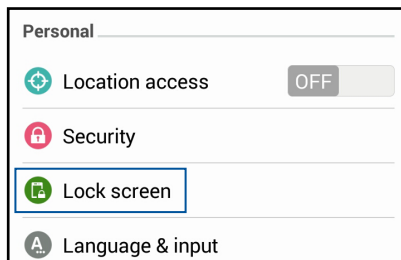 Personal
Location access OFF
Security
Lock screen
A...
Language & input